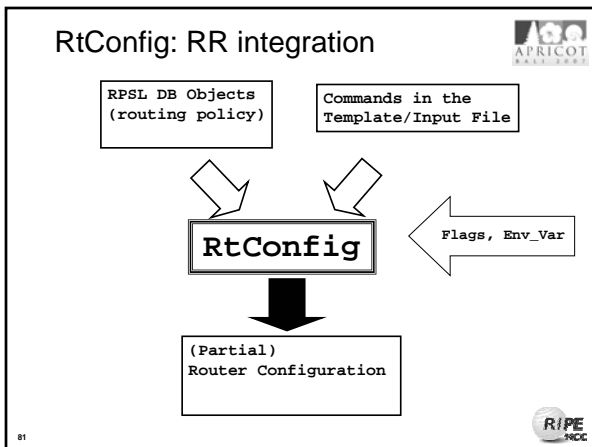 RtConfig: RR integration
APRICOT
BALI 2007
RPSL DB Objects
(routing policy)
Commands in the
Template/Input File
Flags, Env_Var
RtConfig
(Partial)
Router Configuration
81
RIPE
NCC